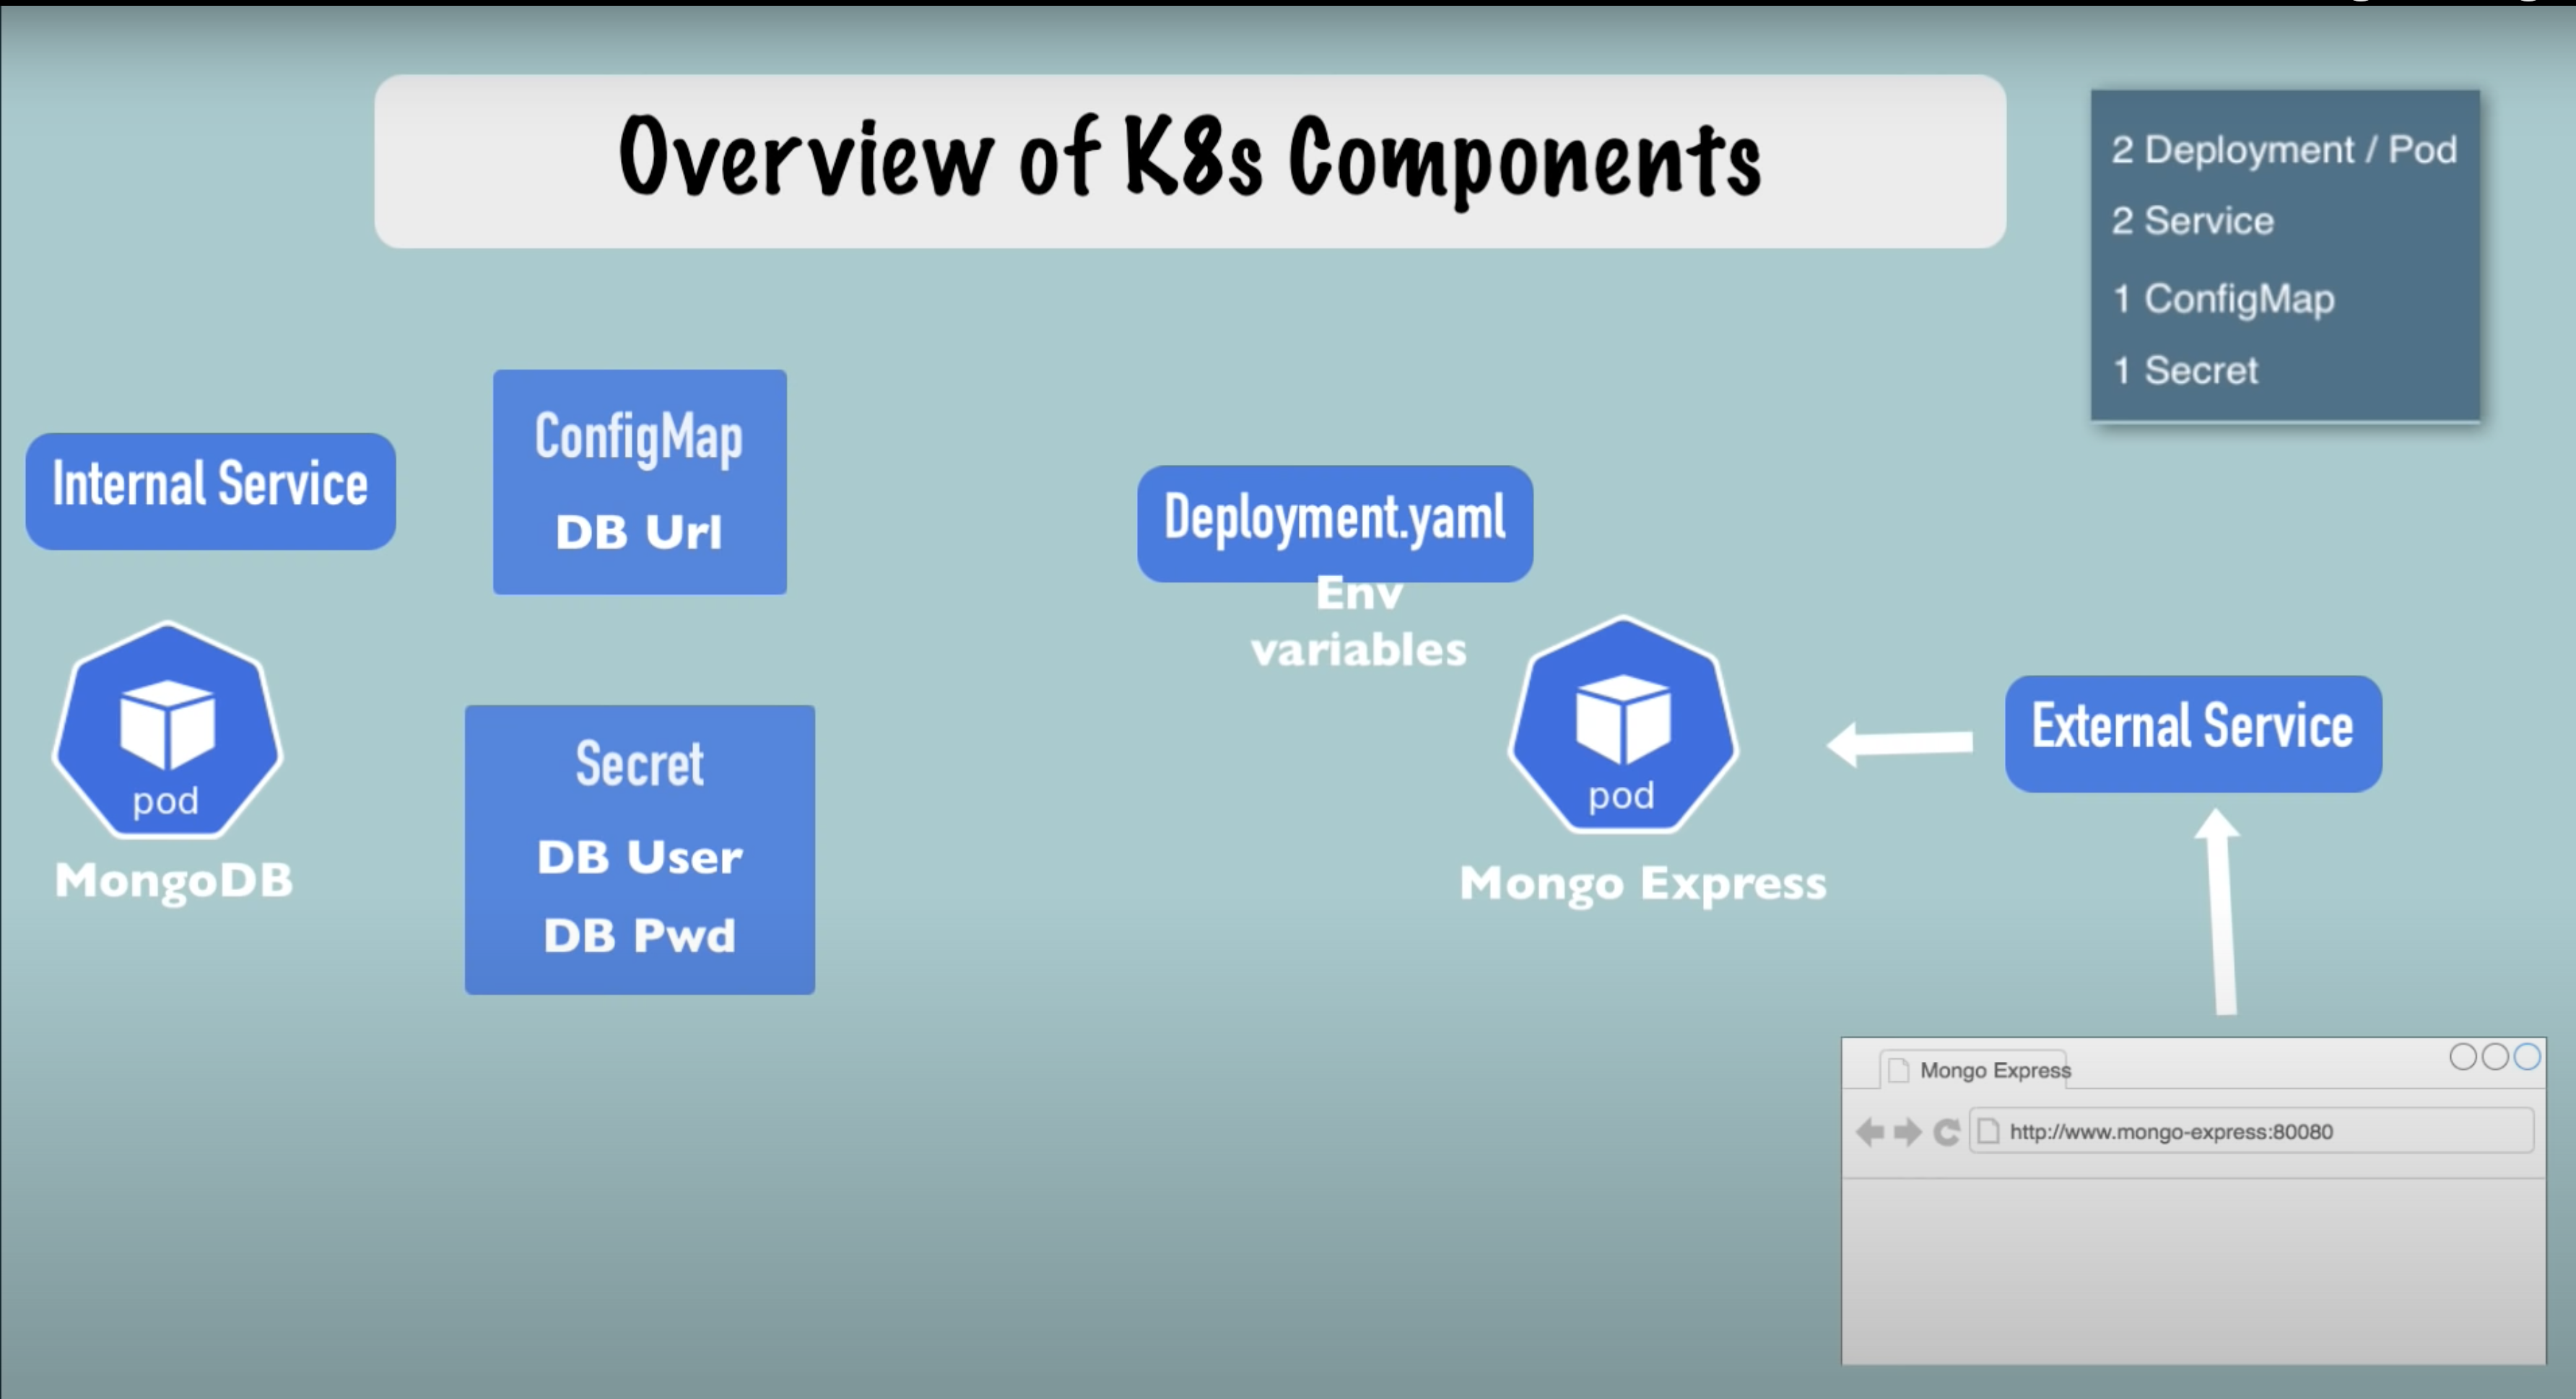 Overview of K8s Components
2 Deployment / Pod
2 Service
1 ConfigMap
1 Secret
Internal Service
pod
MongoDB
ConfigMap
DB Url
Secret
DB User
DB Pwd
Deployment.yaml
Env
variables
pod
Mongo Express
External Service
Mongo Express
http://www.mongo-express:80080